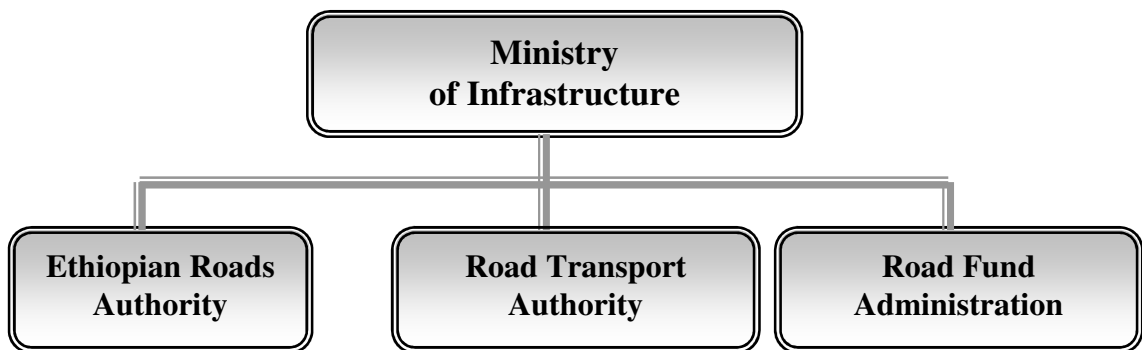 Ministry
of Infrastructure
Ethiopian Roads
Authority
Road Transport
Authority
Road Fund
Administration